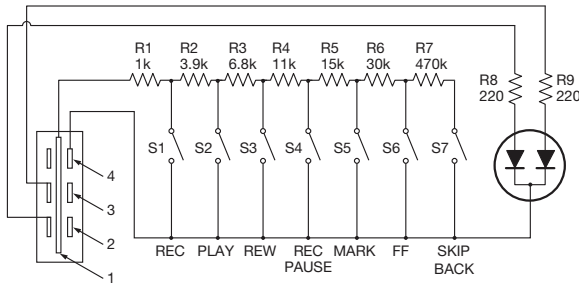 R1 R2 R3 R4 R5 R6 R7
1k 3.9k 6.8k 11k 15k 30k 470k
R8 R9
220 220
S1 S2 S3 S4 S5 S6 S7
4
3
2
1
REC PLAY REW REC MARK FF SKIP
PAUSE BACK